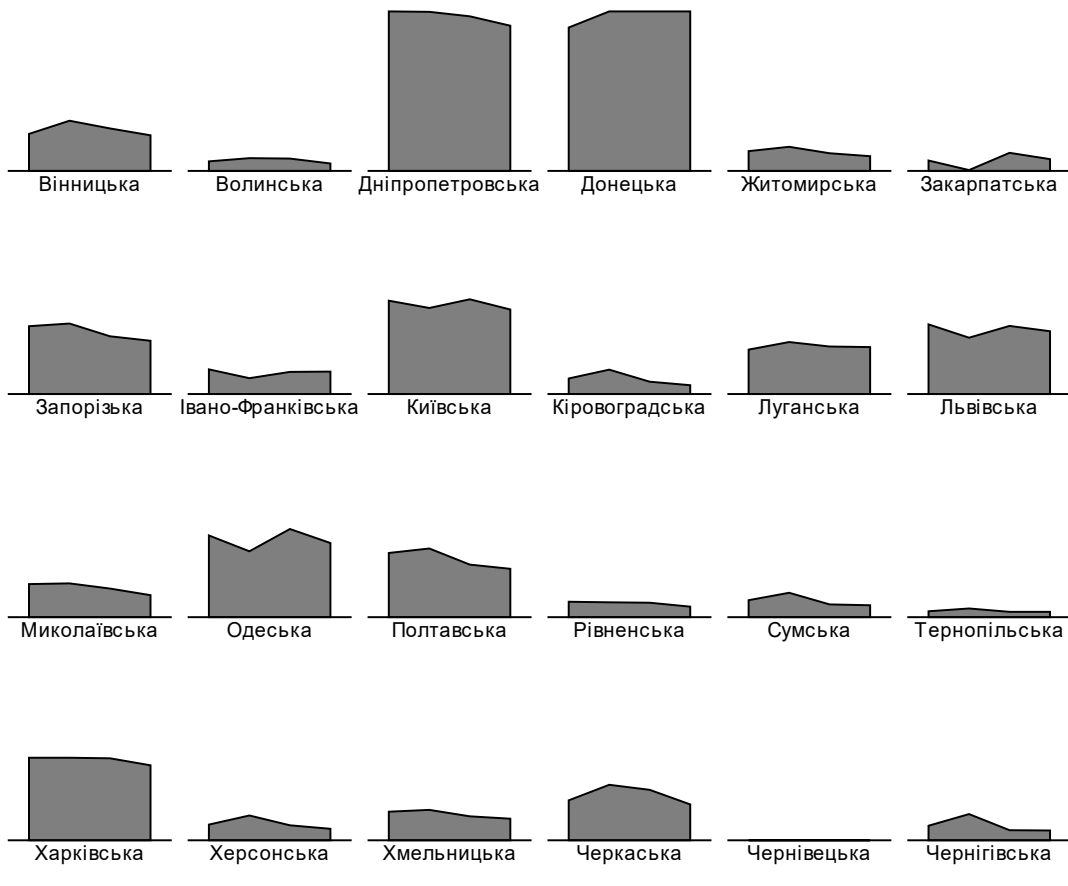 Вінницька Волинська Дніпропетровська Донецька Житомирська Закарпатська
Запорізька Івано-Франківська Київська Кіровоградська Луганська Львівська
Миколаївська Одеська Полтавська Рівненська Сумська Тернопільська
Харківська Херсонська Хмельницька Черкаська Чернівецька Чернігівська